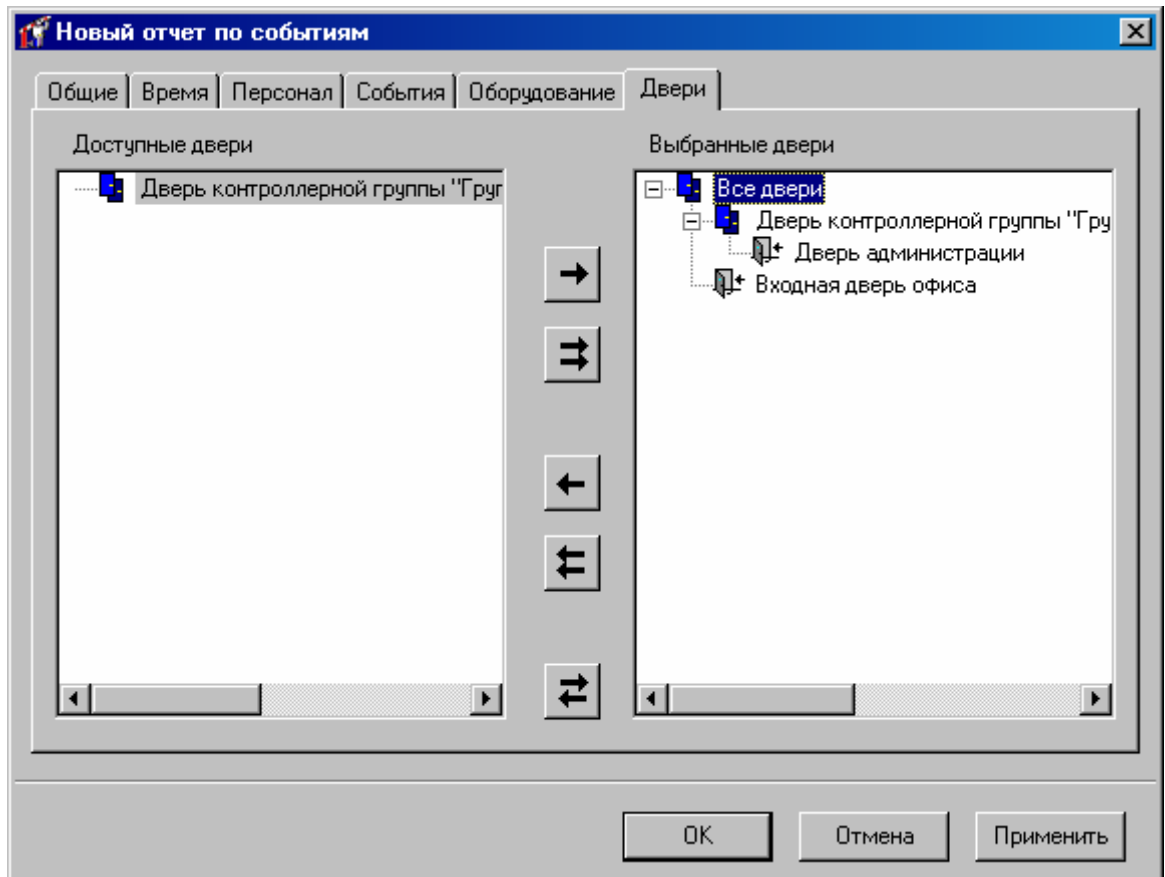 Новый отчет по событиям
Общие Время Персонал События Оборудование Двери
Доступные двери
Дверь контроллерной группы "Груп
Выбранные двери
Все двери
Дверь контроллерной группы "Гру
Дверь администрации
Входная дверь офиса
OK Отмена Применить